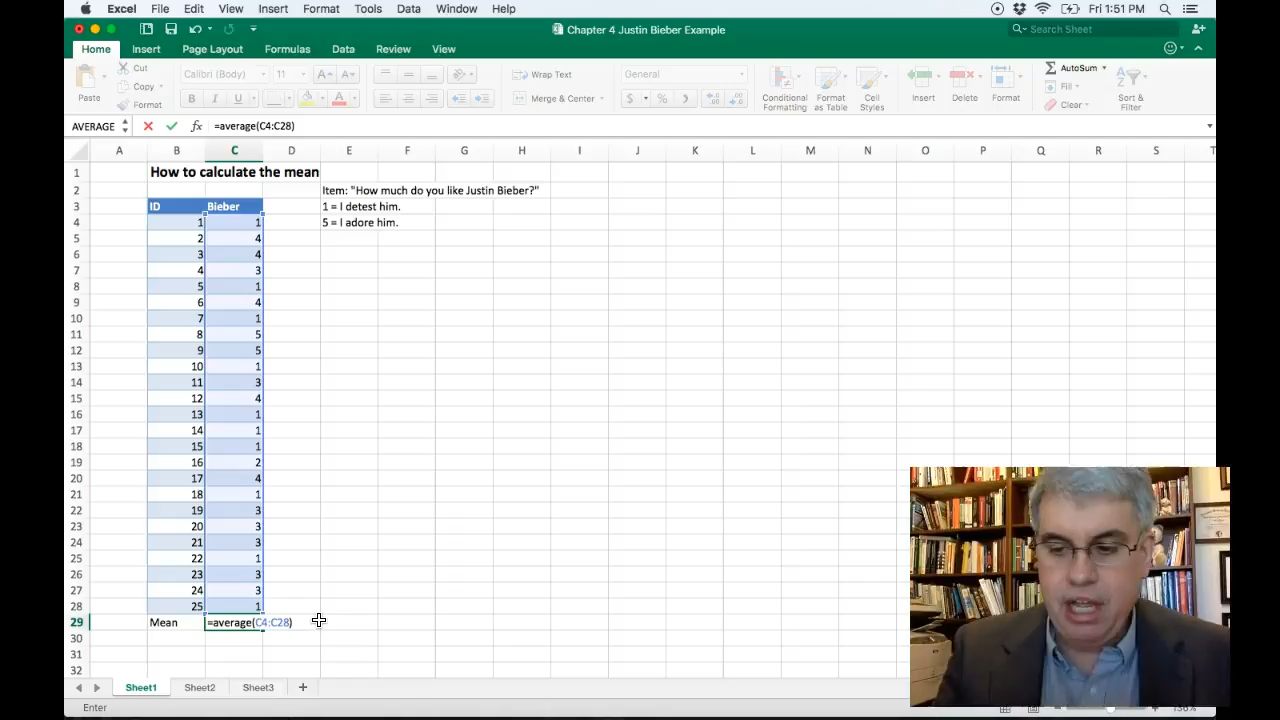 Excel File Edit View Insert Format Tools Data Window Help Fri 1:51 PM
Chapter 4 Justin Bieber Example Search Sheet
Home Insert Page Layout Formulas Data Review View
Paste Cut Copy Format Calibri (Body) 11 Wrap Text Merge & Center General Conditional Formatting Format as Table Cell Styles Insert Delete Format AutoSum Fill Clear Sort & Filter
AVERAGE fx =average(C4:C28)
A B C D E F G H I J K L M N O P Q R S T
1 How to calculate the mean
2 Item: "How much do you like Justin Bieber?"
3 ID Bieber 1 = I detest him.
4 1 1 5 = I adore him.
5 2 4
6 3 4
7 4 3
8 5 1
9 6 4
10 7 1
11 8 5
12 9 5
13 10 1
14 11 3
15 12 4
16 13 1
17 14 1
18 15 1
19 16 2
20 17 4
21 18 1
22 19 3
23 20 3
24 21 3
25 22 1
26 23 3
27 24 3
28 25 1
29 Mean =average(C4:C28)
30
31
32
Sheet1 Sheet2 Sheet3 +
Enter